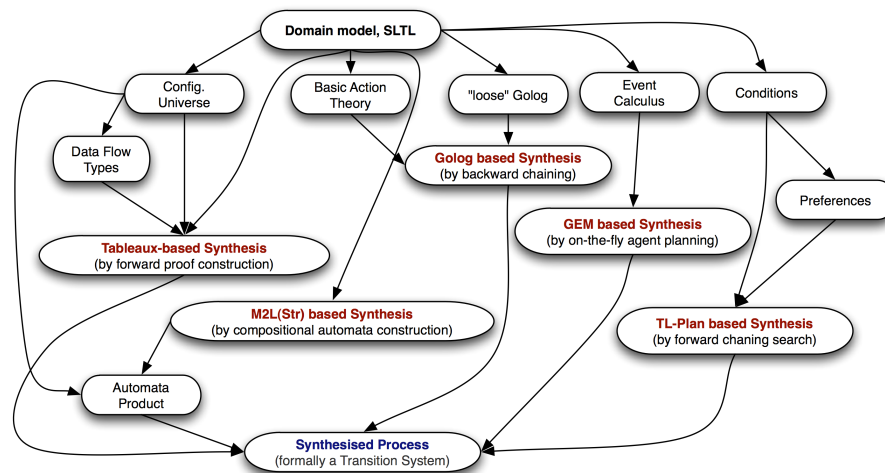 Domain model, SLTL
Config.
Universe
Basic Action
Theory
"loose" Golog
Event
Calculus
Conditions
Data Flow
Types
Golog based Synthesis
(by backward chaining)
Preferences
Tableaux-based Synthesis
(by forward proof construction)
GEM based Synthesis
(by on-the-fly agent planning)
M2L(Str) based Synthesis
(by compositional automata construction)
TL-Plan based Synthesis
(by forward chaning search)
Automata
Product
Synthesised Process
(formally a Transition System)